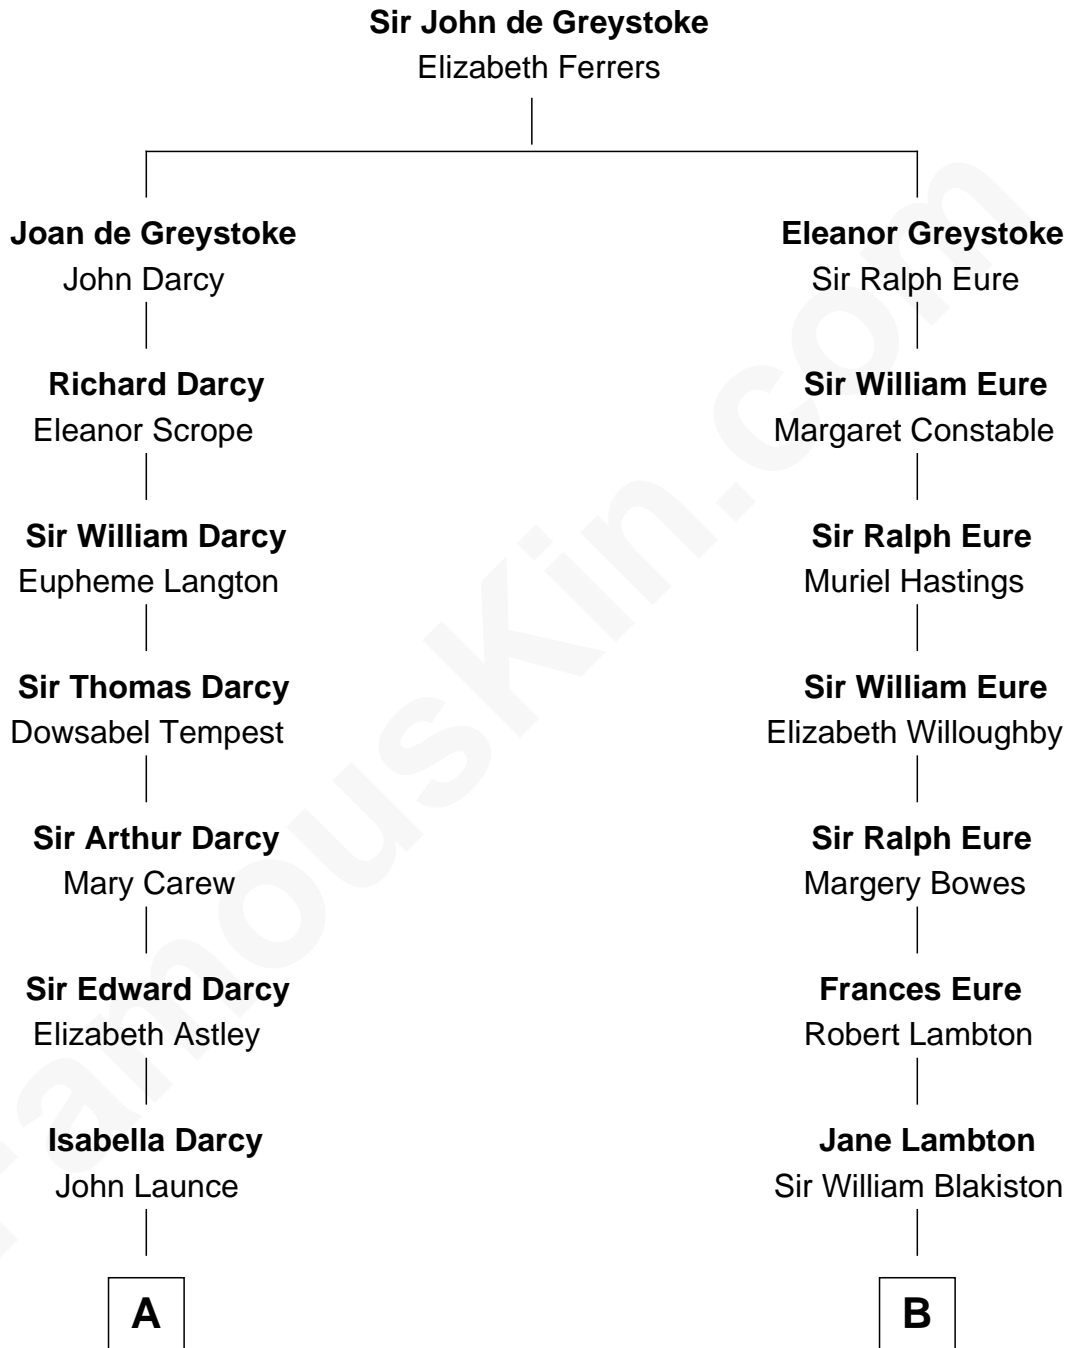 Sir John de Greystoke
Elizabeth Ferrers
Joan de Greystoke
John Darcy
Eleanor Greystoke
Sir Ralph Eure
Richard Darcy
Eleanor Scrope
Sir William Eure
Margaret Constable
Sir William Darcy
Eupheme Langton
Sir Ralph Eure
Muriel Hastings
Sir Thomas Darcy
Dowsabel Tempest
Sir William Eure
Elizabeth Willoughby
Sir Arthur Darcy
Mary Carew
Sir Ralph Eure
Margery Bowes
Sir Edward Darcy
Elizabeth Astley
Frances Eure
Robert Lambton
Isabella Darcy
John Launce
Jane Lambton
Sir William Blakiston
A
B
FamousKin.com